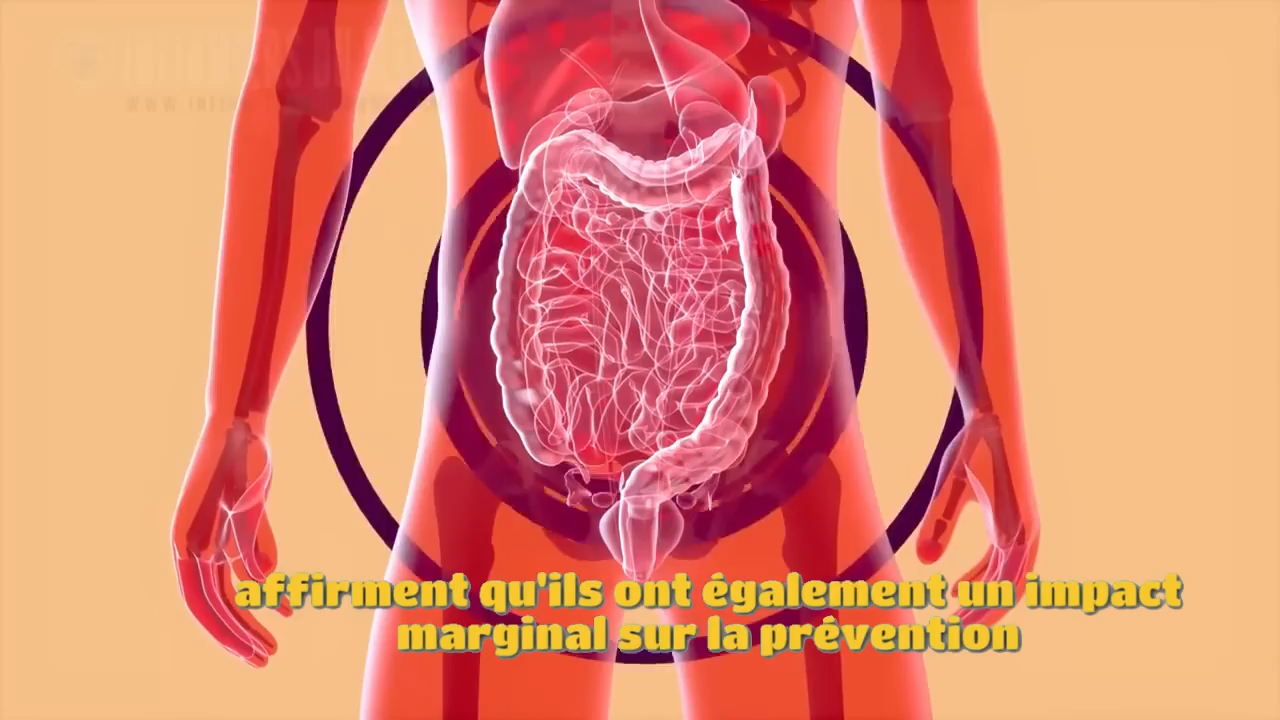 affirment qu'ils ont également un impact
marginal sur la prévention